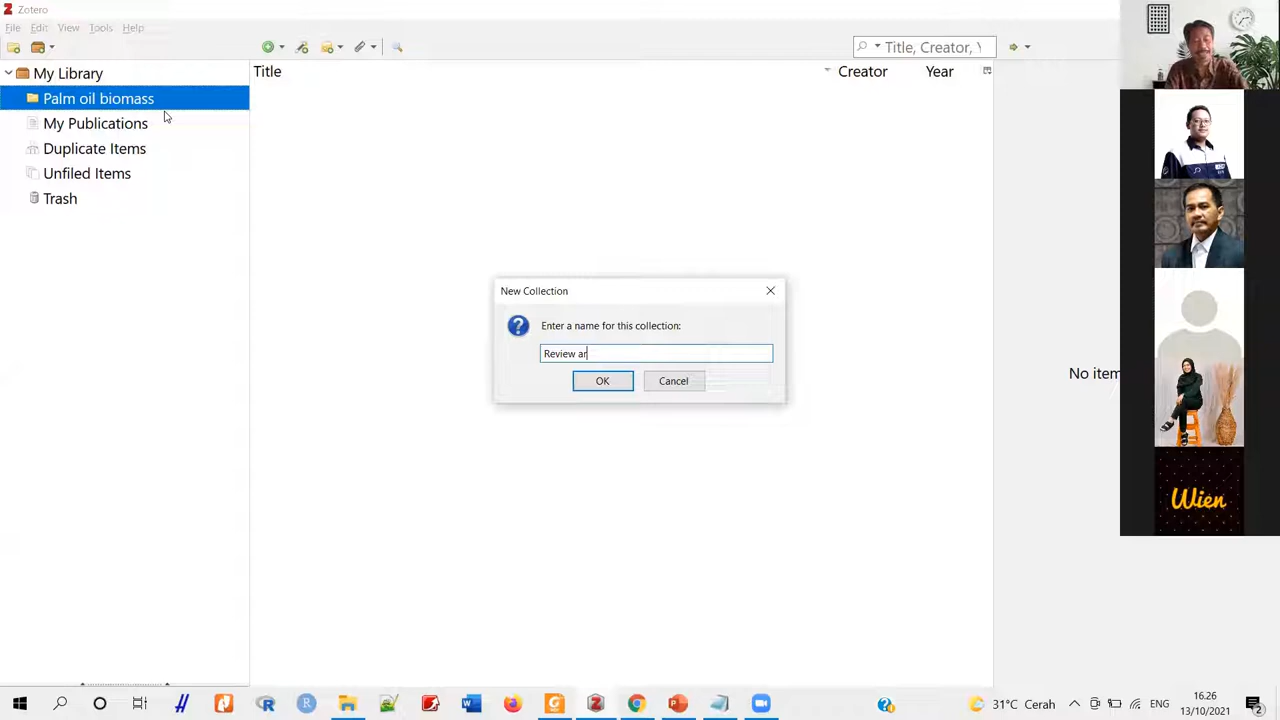 Zotero
File Edit View Tools Help
Title, Creator, Y
My Library
Title Creator Year
Palm oil biomass
My Publications
Duplicate Items
Unfiled Items
Trash
New Collection
Enter a name for this collection:
Review ar
OK Cancel
No item
Wien
31°C Cerah ENG 16.26
13/10/2021
2